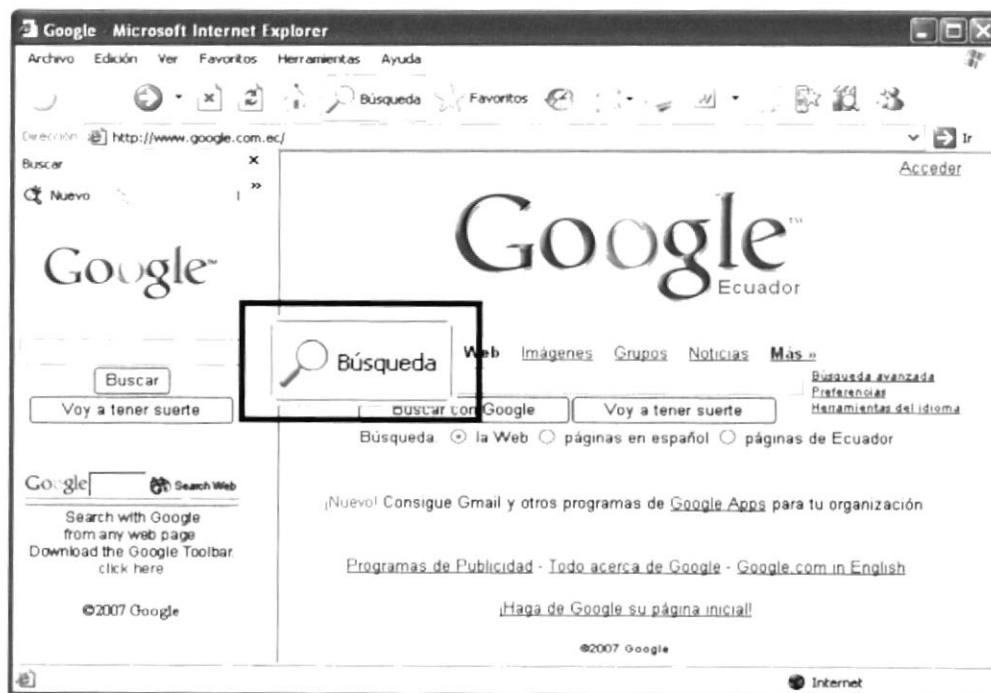 Google Microsoft Internet Explorer
Archivo Edición Ver Favoritos Herramientas Ayuda
Búsqueda Favoritos
Dirección http://www.google.com.ec/ Ir
Buscar
Nuevo »
Google™
Buscar
Voy a tener suerte
Google Search Web
Search with Google
from any web page
Download the Google Toolbar
click here
©2007 Google
Acceder
Google™
Ecuador
Búsqueda
Web Imágenes Grupos Noticias Más »
Búsqueda avanzada
Preferencias
Herramientas del idioma
Buscar con Google Voy a tener suerte
Búsqueda la Web páginas en español páginas de Ecuador
¡Nuevo! Consigue Gmail y otros programas de Google Apps para tu organización
Programas de Publicidad - Todo acerca de Google - Google.com in English
¡Haga de Google su página inicial!
©2007 Google
Internet